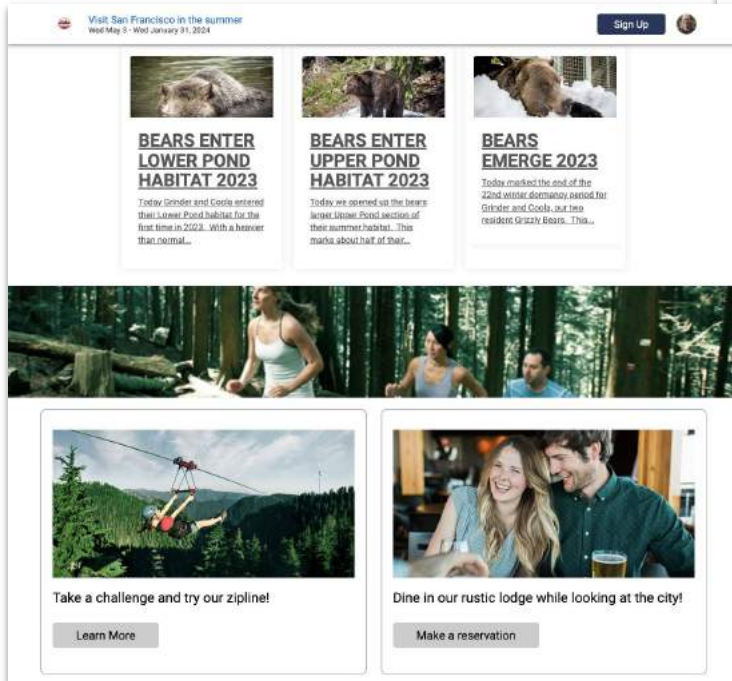 Visit San Francisco in the summer
Wed May 3 - Wed January 31, 2024
Sign Up
BEARS ENTER
LOWER POND
HABITAT 2023
Today Grinder and Coola entered
their Lower Pond habitat for the
first time in 2023. With a heavier
than normal...
BEARS ENTER
UPPER POND
HABITAT 2023
Today we opened up the bears
larger Upper Pond section of
their summer habitat. This
marks about half of their...
BEARS
EMERGE 2023
Today marked the end of the
22nd winter dormancy period for
Grinder and Coola, our two
resident Grizzly Bears. This...
Take a challenge and try our zipline!
Learn More
Dine in our rustic lodge while looking at the city!
Make a reservation